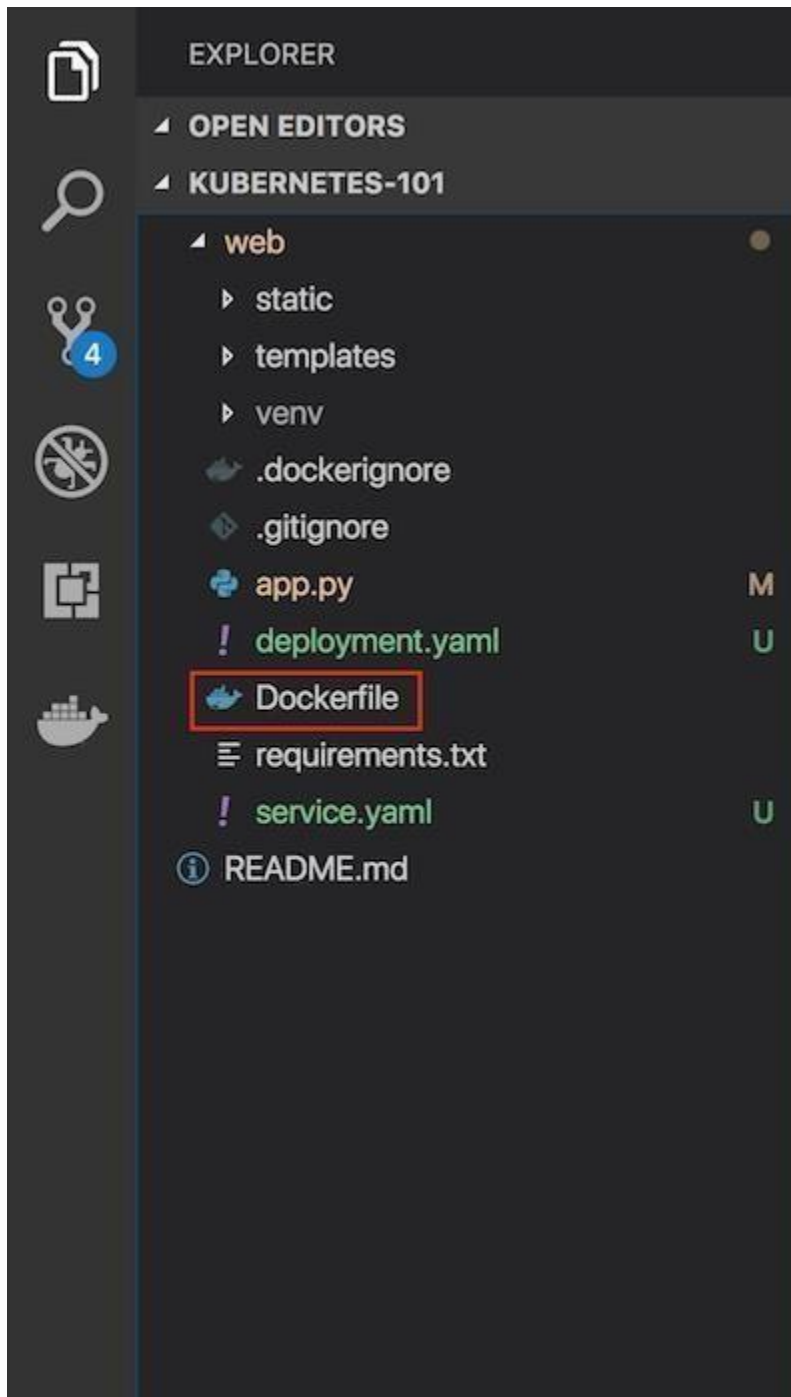 EXPLORER
OPEN EDITORS
KUBERNETES-101
web
static
templates
4
venv
.dockerignore
.gitignore
app.py M
deployment.yaml U
Dockerfile
requirements.txt
service.yaml U
README.md